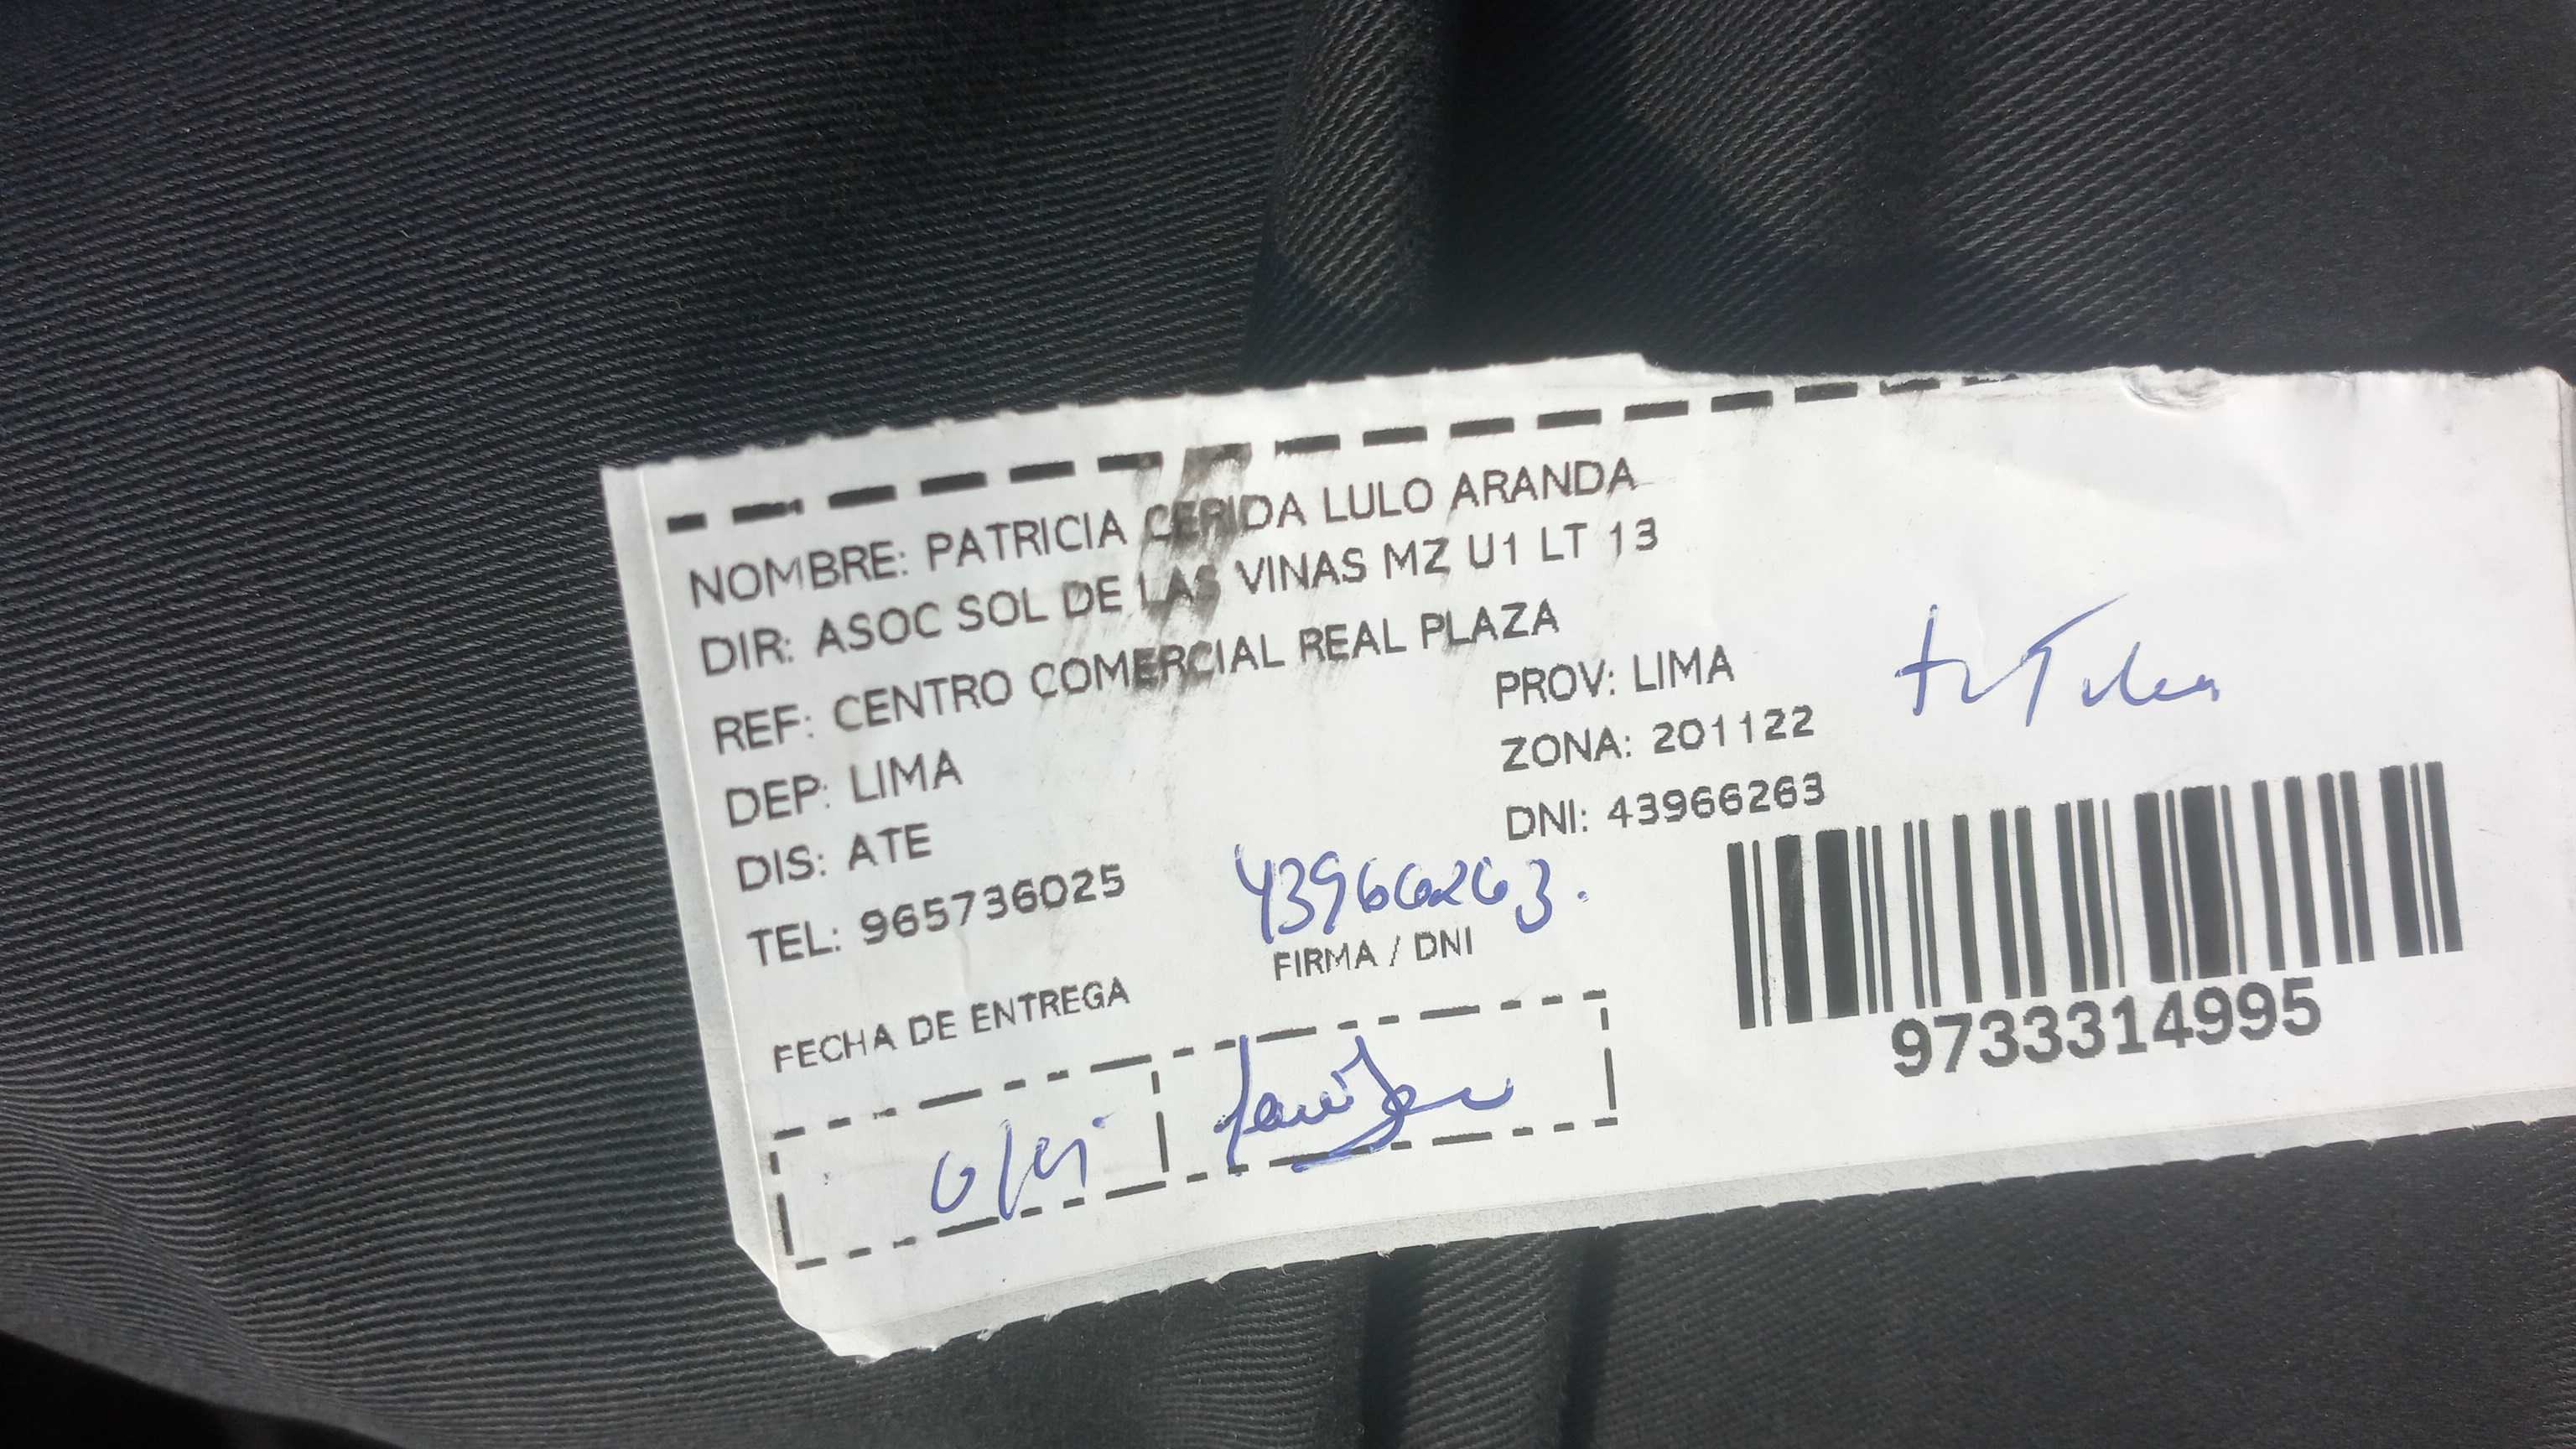 NOMBRE: PATRICIA CERIDA LULO ARANDA
DIR: ASOC SOL DE LAS VINAS MZ U1 LT 13
REF: CENTRO COMERCIAL REAL PLAZA
DEP: LIMA PROV: LIMA
ZONA: 201122
DIS: ATE DNI: 43966263
TEL: 965736025 43966263.
FECHA DE ENTREGA FIRMA / DNI
9733314995